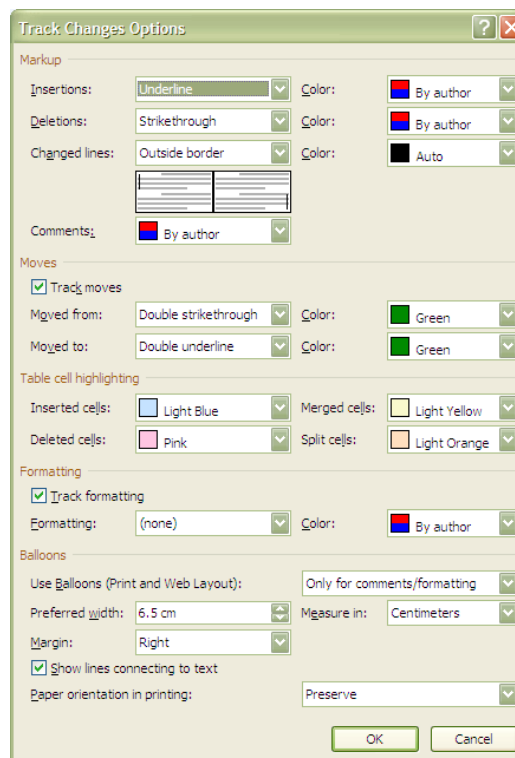 Track Changes Options
Markup
Insertions: Underline Color: By author
Deletions: Strikethrough Color: By author
Changed lines: Outside border Color: Auto
Comments: By author
Moves
Track moves
Moved from: Double strikethrough Color: Green
Moved to: Double underline Color: Green
Table cell highlighting
Inserted cells: Light Blue Merged cells: Light Yellow
Deleted cells: Pink Split cells: Light Orange
Formatting
Track formatting
Formatting: (none) Color: By author
Balloons
Use Balloons (Print and Web Layout): Only for comments/formatting
Preferred width: 6.5 cm Measure in: Centimeters
Margin: Right
Show lines connecting to text
Paper orientation in printing: Preserve
OK Cancel